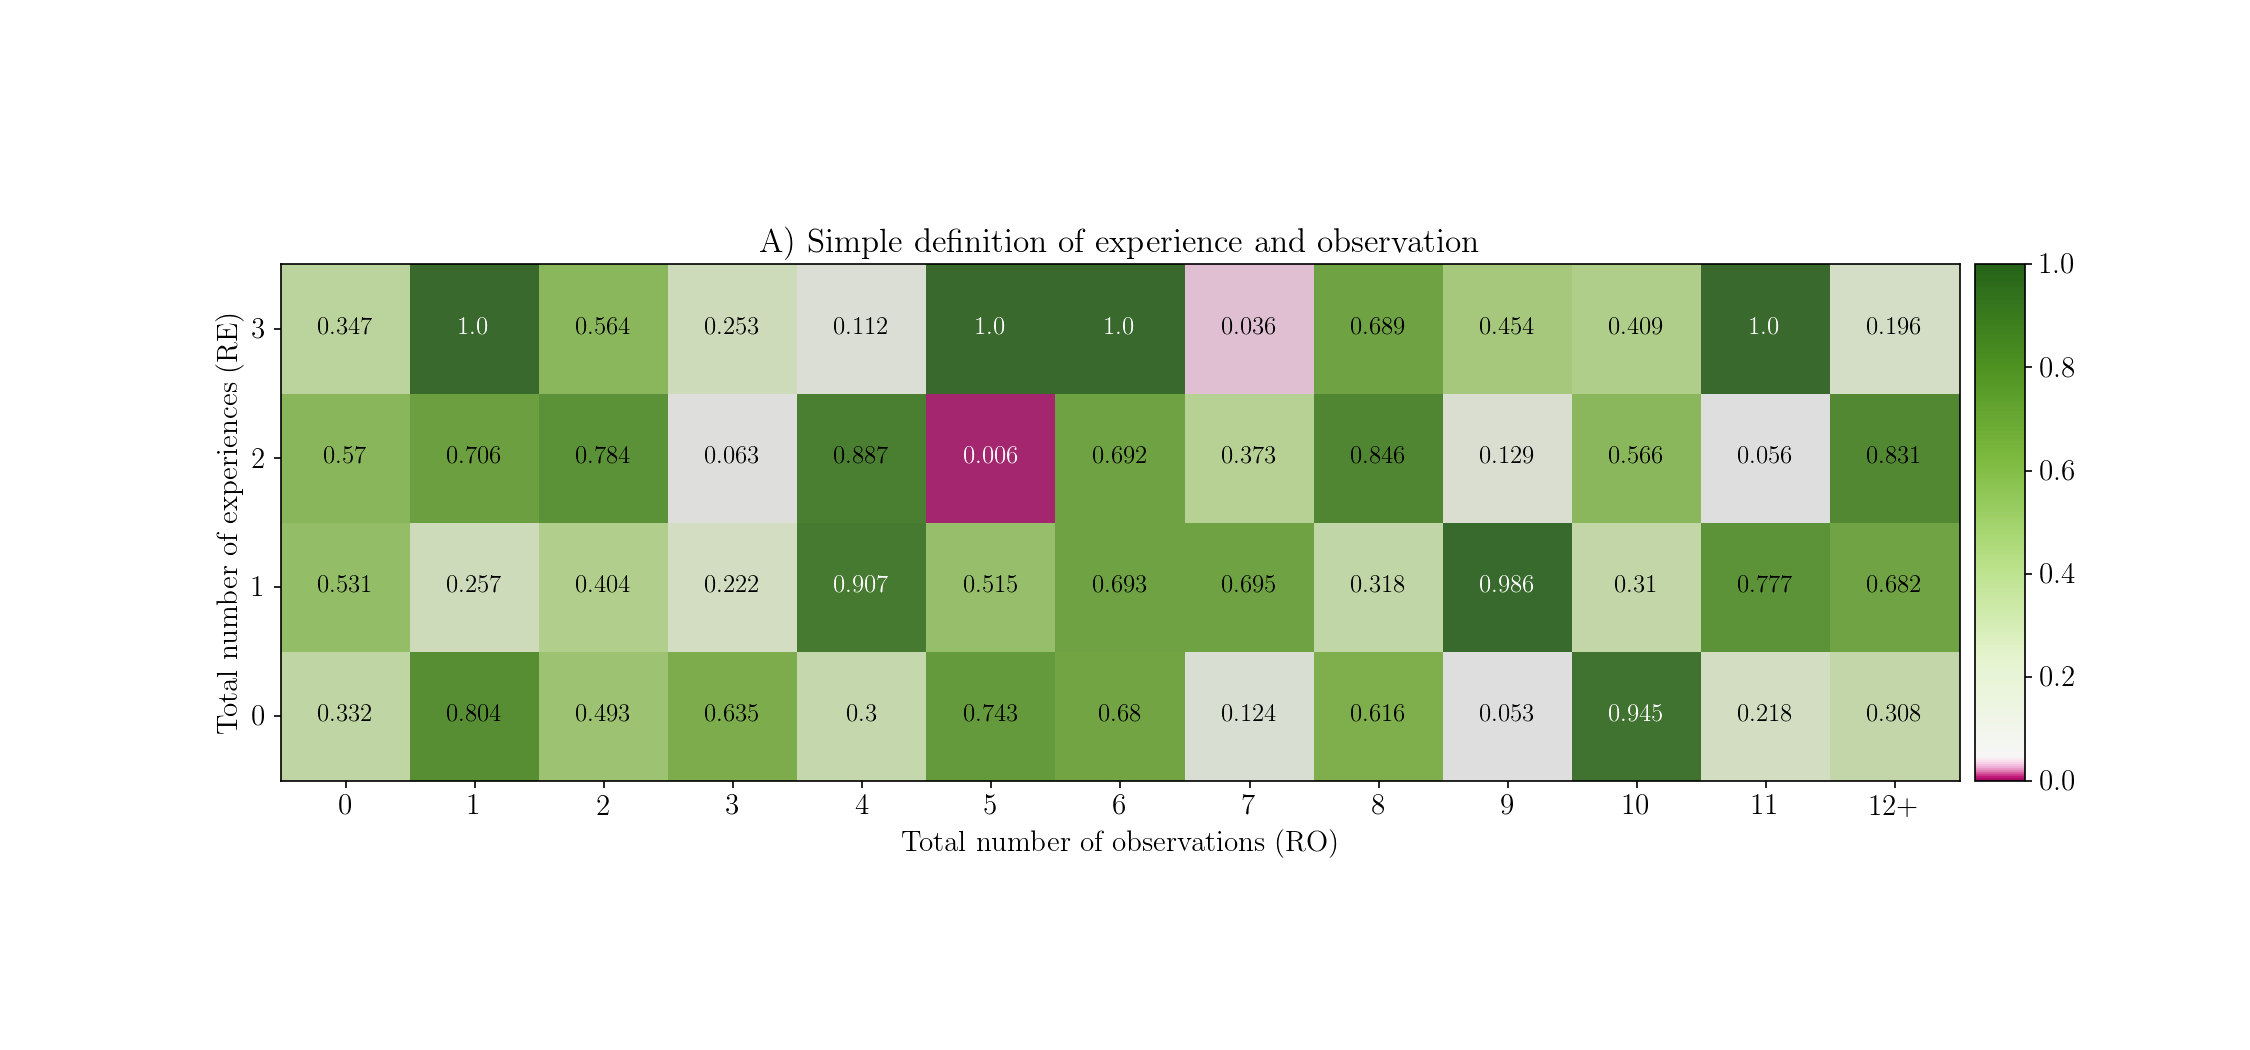 A) Simple definition of experience and observation
Total number of experiences (RE)
3 0.347 1.0 0.564 0.253 0.112 1.0 1.0 0.036 0.689 0.454 0.409 1.0 0.196
2 0.57 0.706 0.784 0.063 0.887 0.006 0.692 0.373 0.846 0.129 0.566 0.056 0.831
1 0.531 0.257 0.404 0.222 0.907 0.515 0.693 0.695 0.318 0.986 0.31 0.777 0.682
0 0.332 0.804 0.493 0.635 0.3 0.743 0.68 0.124 0.616 0.053 0.945 0.218 0.308
0 1 2 3 4 5 6 7 8 9 10 11 12+
Total number of observations (RO)
1.0
0.8
0.6
0.4
0.2
0.0